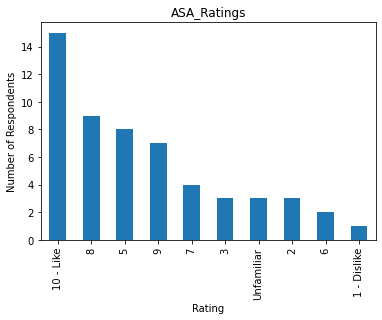 ASA_Ratings
Number of Respondents
14
12
10
8
6
4
2
0
10 - Like
8
5
9
7
3
Unfamiliar
2
6
1 - Dislike
Rating